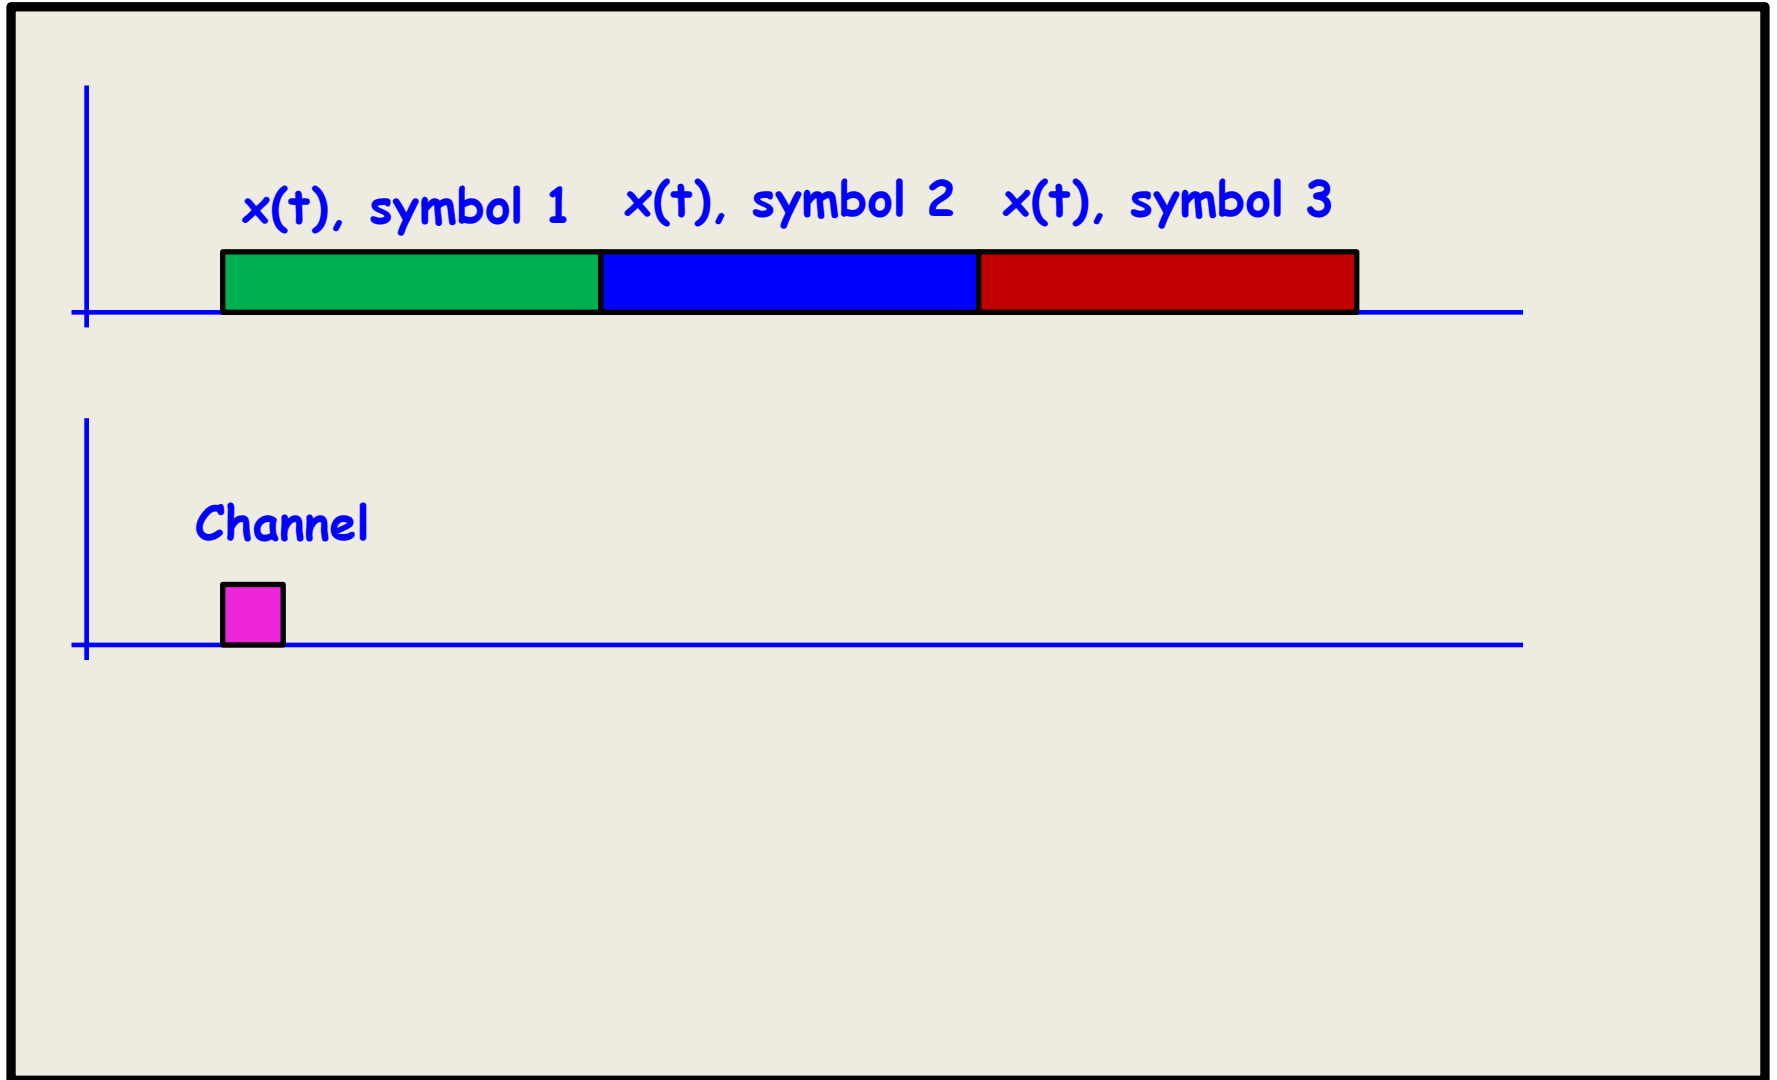 x(t), symbol 1 x(t), symbol 2 x(t), symbol 3
Channel